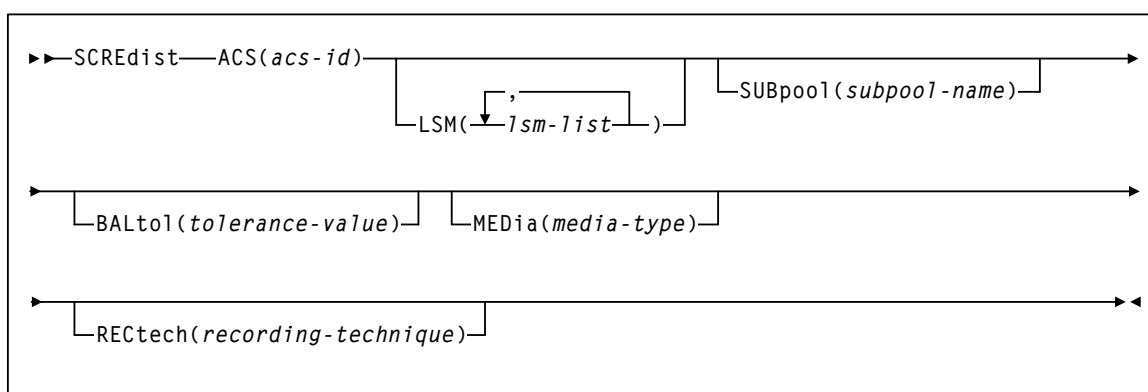 SCREdist ACS(acs-id) SUBpool(subpool-name)
,
LSM( lsm-list )
BALtol(tolerance-value) MEDia(media-type)
RECtech(recording-technique)